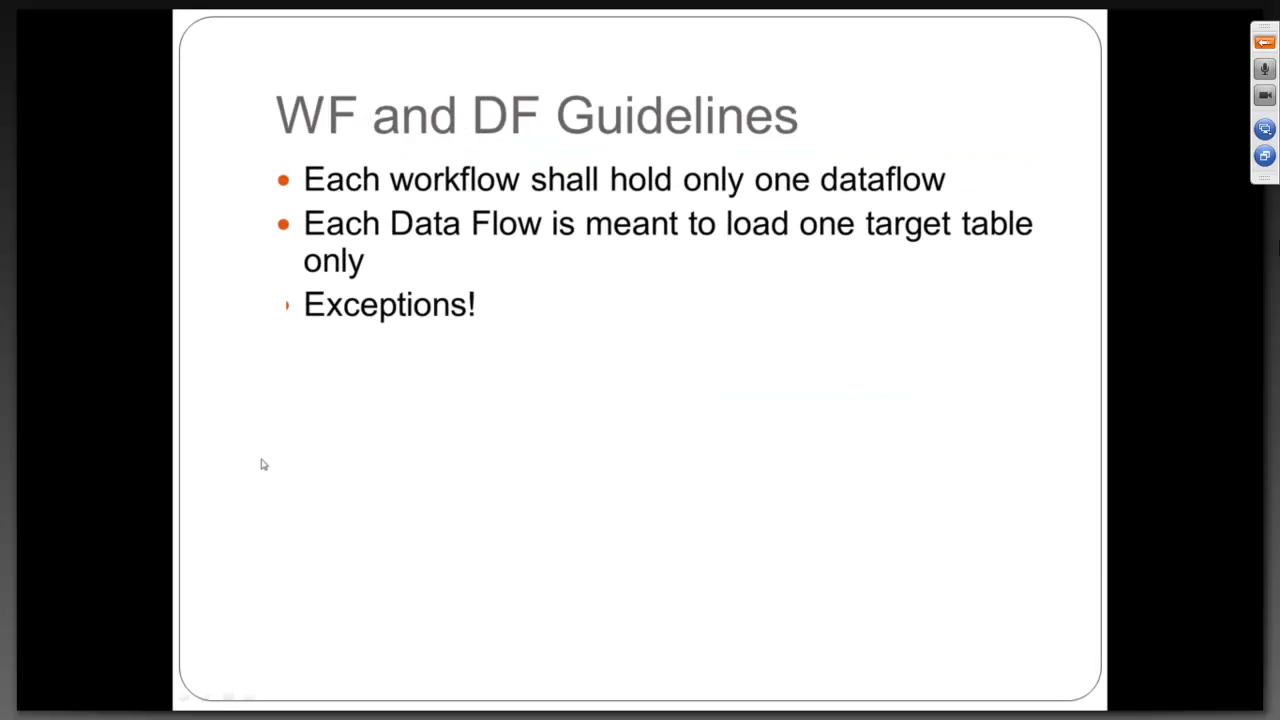 WF and DF Guidelines
Each workflow shall hold only one dataflow
Each Data Flow is meant to load one target table
only
Exceptions!